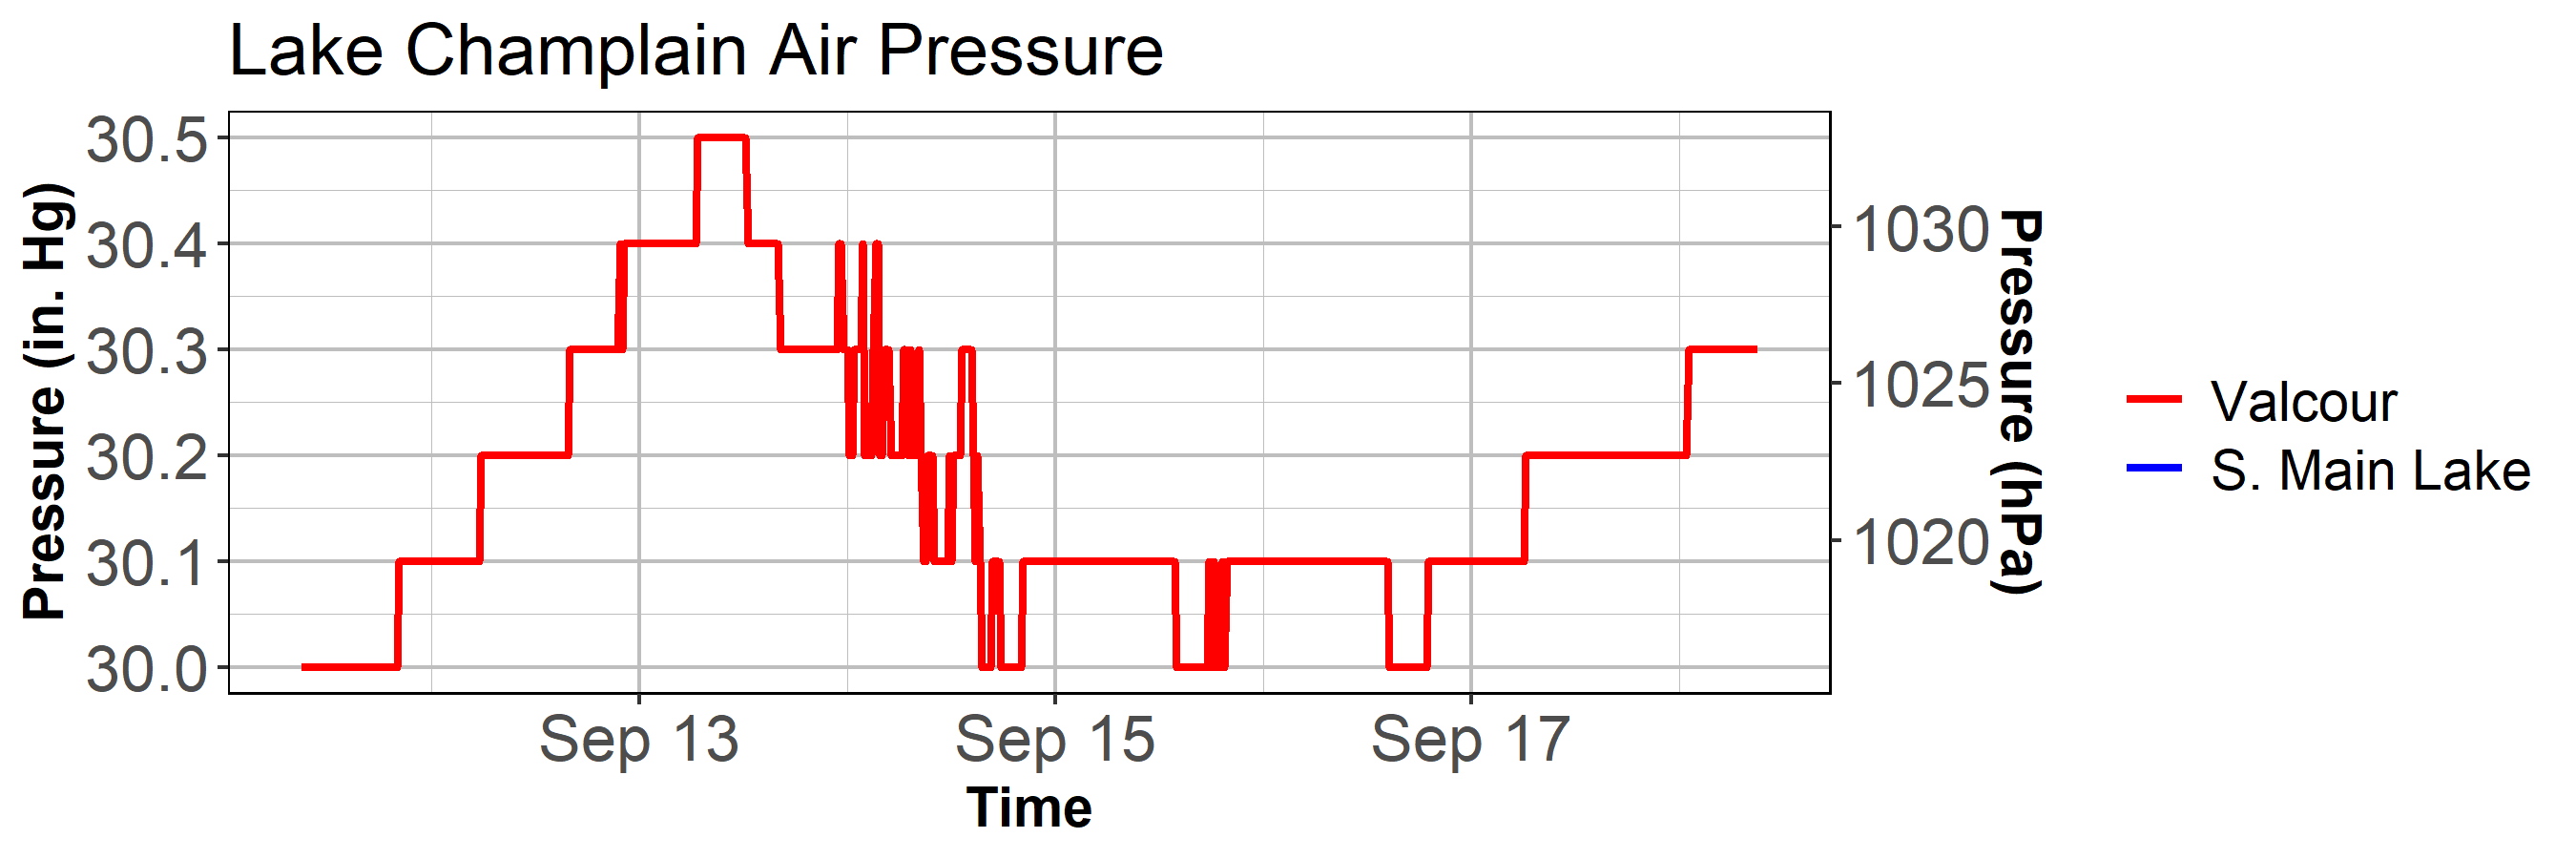 Lake Champlain Air Pressure
Pressure (in. Hg)
30.5
30.4
30.3
30.2
30.1
30.0
Sep 13
Sep 15
Sep 17
Time
1030
1025
1020
Pressure (hPa)
Valcour
S. Main Lake